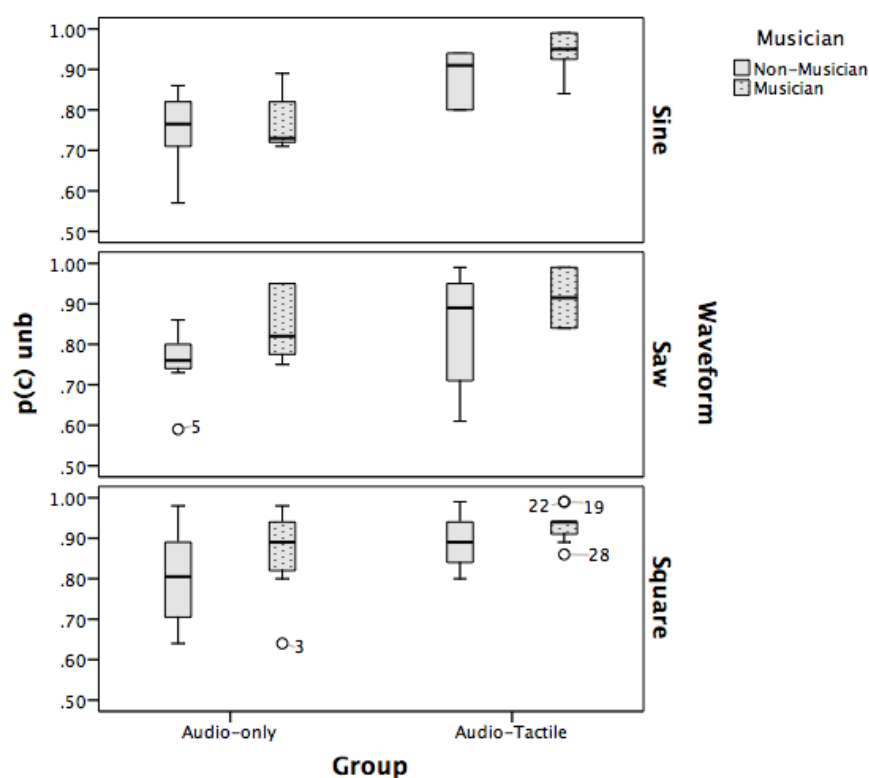 Musician
Non-Musician
Musician
1.00
.90
.80
.70
.60
.50
Sine
1.00
.90
.80
.70
.60
.50
5
Saw
1.00
.90
.80
.70
.60
.50
3
22
19
28
Square
p(c) unb
Waveform
Audio-only
Audio-Tactile
Group